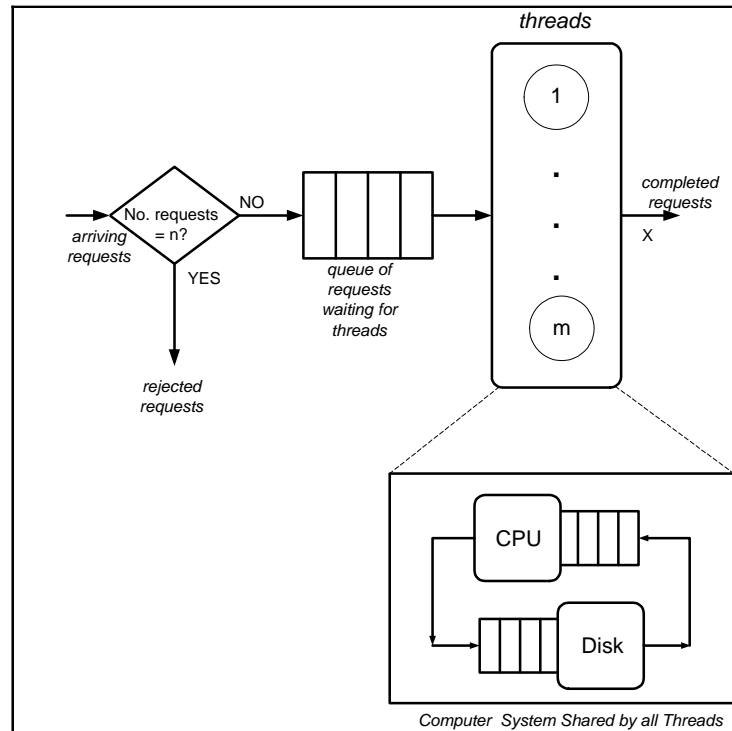 threads
1
No. requests
= n?
NO
arriving
requests
YES
queue of
requests
waiting for
threads
completed
requests
X
m
rejected
requests
CPU
Disk
Computer System Shared by all Threads